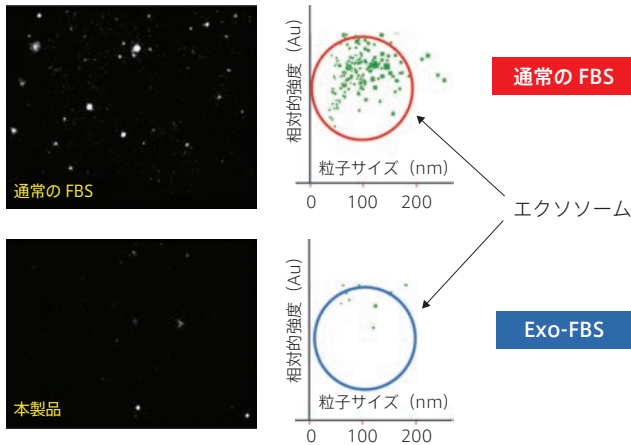 通常の FBS
相対的強度（Au）
粒子サイズ（nm）
0 100 200
通常の FBS
エクソソーム
本製品
相対的強度（Au）
粒子サイズ（nm）
0 100 200
Exo-FBS